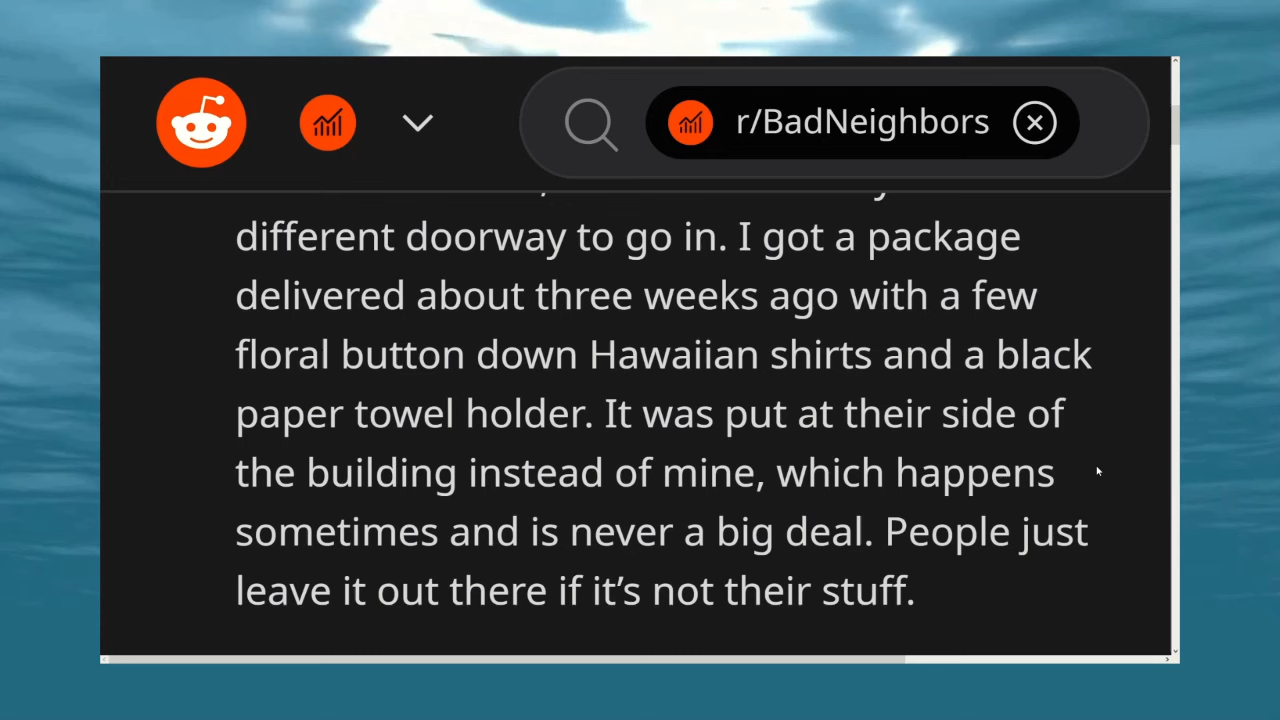 r/BadNeighbors
different doorway to go in. I got a package
delivered about three weeks ago with a few
floral button down Hawaiian shirts and a black
paper towel holder. It was put at their side of
the building instead of mine, which happens
sometimes and is never a big deal. People just
leave it out there if it’s not their stuff.